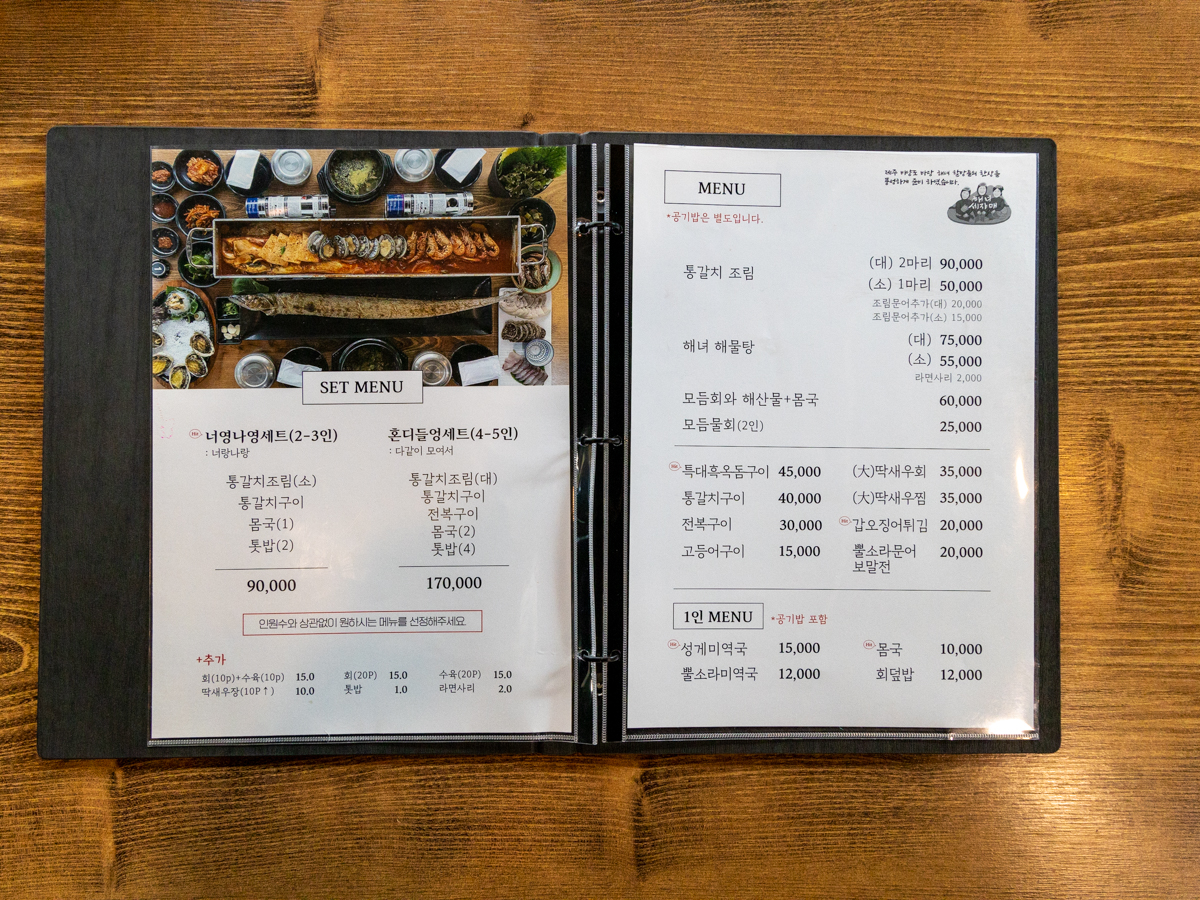 SET MENU
Hit 너영나영세트(2-3인)
: 너랑나랑
통갈치조림(소)
통갈치구이
몸국(1)
톳밥(2)
90,000
혼디들엉세트(4-5인)
: 다같이 모여서
통갈치조림(대)
통갈치구이
전복구이
몸국(2)
톳밥(4)
170,000
인원수와 상관없이 원하시는 메뉴를 선정해주세요.
+추가
회(10p)+수육(10p) 15.0 회(20P) 15.0 수육(20P) 15.0
딱새우장(10P↑) 10.0 톳밥 1.0 라면사리 2.0
MENU
*공기밥은 별도입니다.
해녀
세자매
통갈치 조림 (대) 2마리 90,000
(소) 1마리 50,000
조림문어추가(대) 20,000
조림문어추가(소) 15,000
해녀 해물탕 (대) 75,000
(소) 55,000
라면사리 2,000
모듬회와 해산물+몸국 60,000
모듬물회(2인) 25,000
Hit 특대흑옥돔구이 45,000 (大)딱새우회 35,000
통갈치구이 40,000 (大)딱새우찜 35,000
전복구이 30,000 Hit 갑오징어튀김 20,000
고등어구이 15,000 뿔소라문어 20,000
보말전
1인 MENU *공기밥 포함
Hit 성게미역국 15,000 Hit 몸국 10,000
뿔소라미역국 12,000 회덮밥 12,000